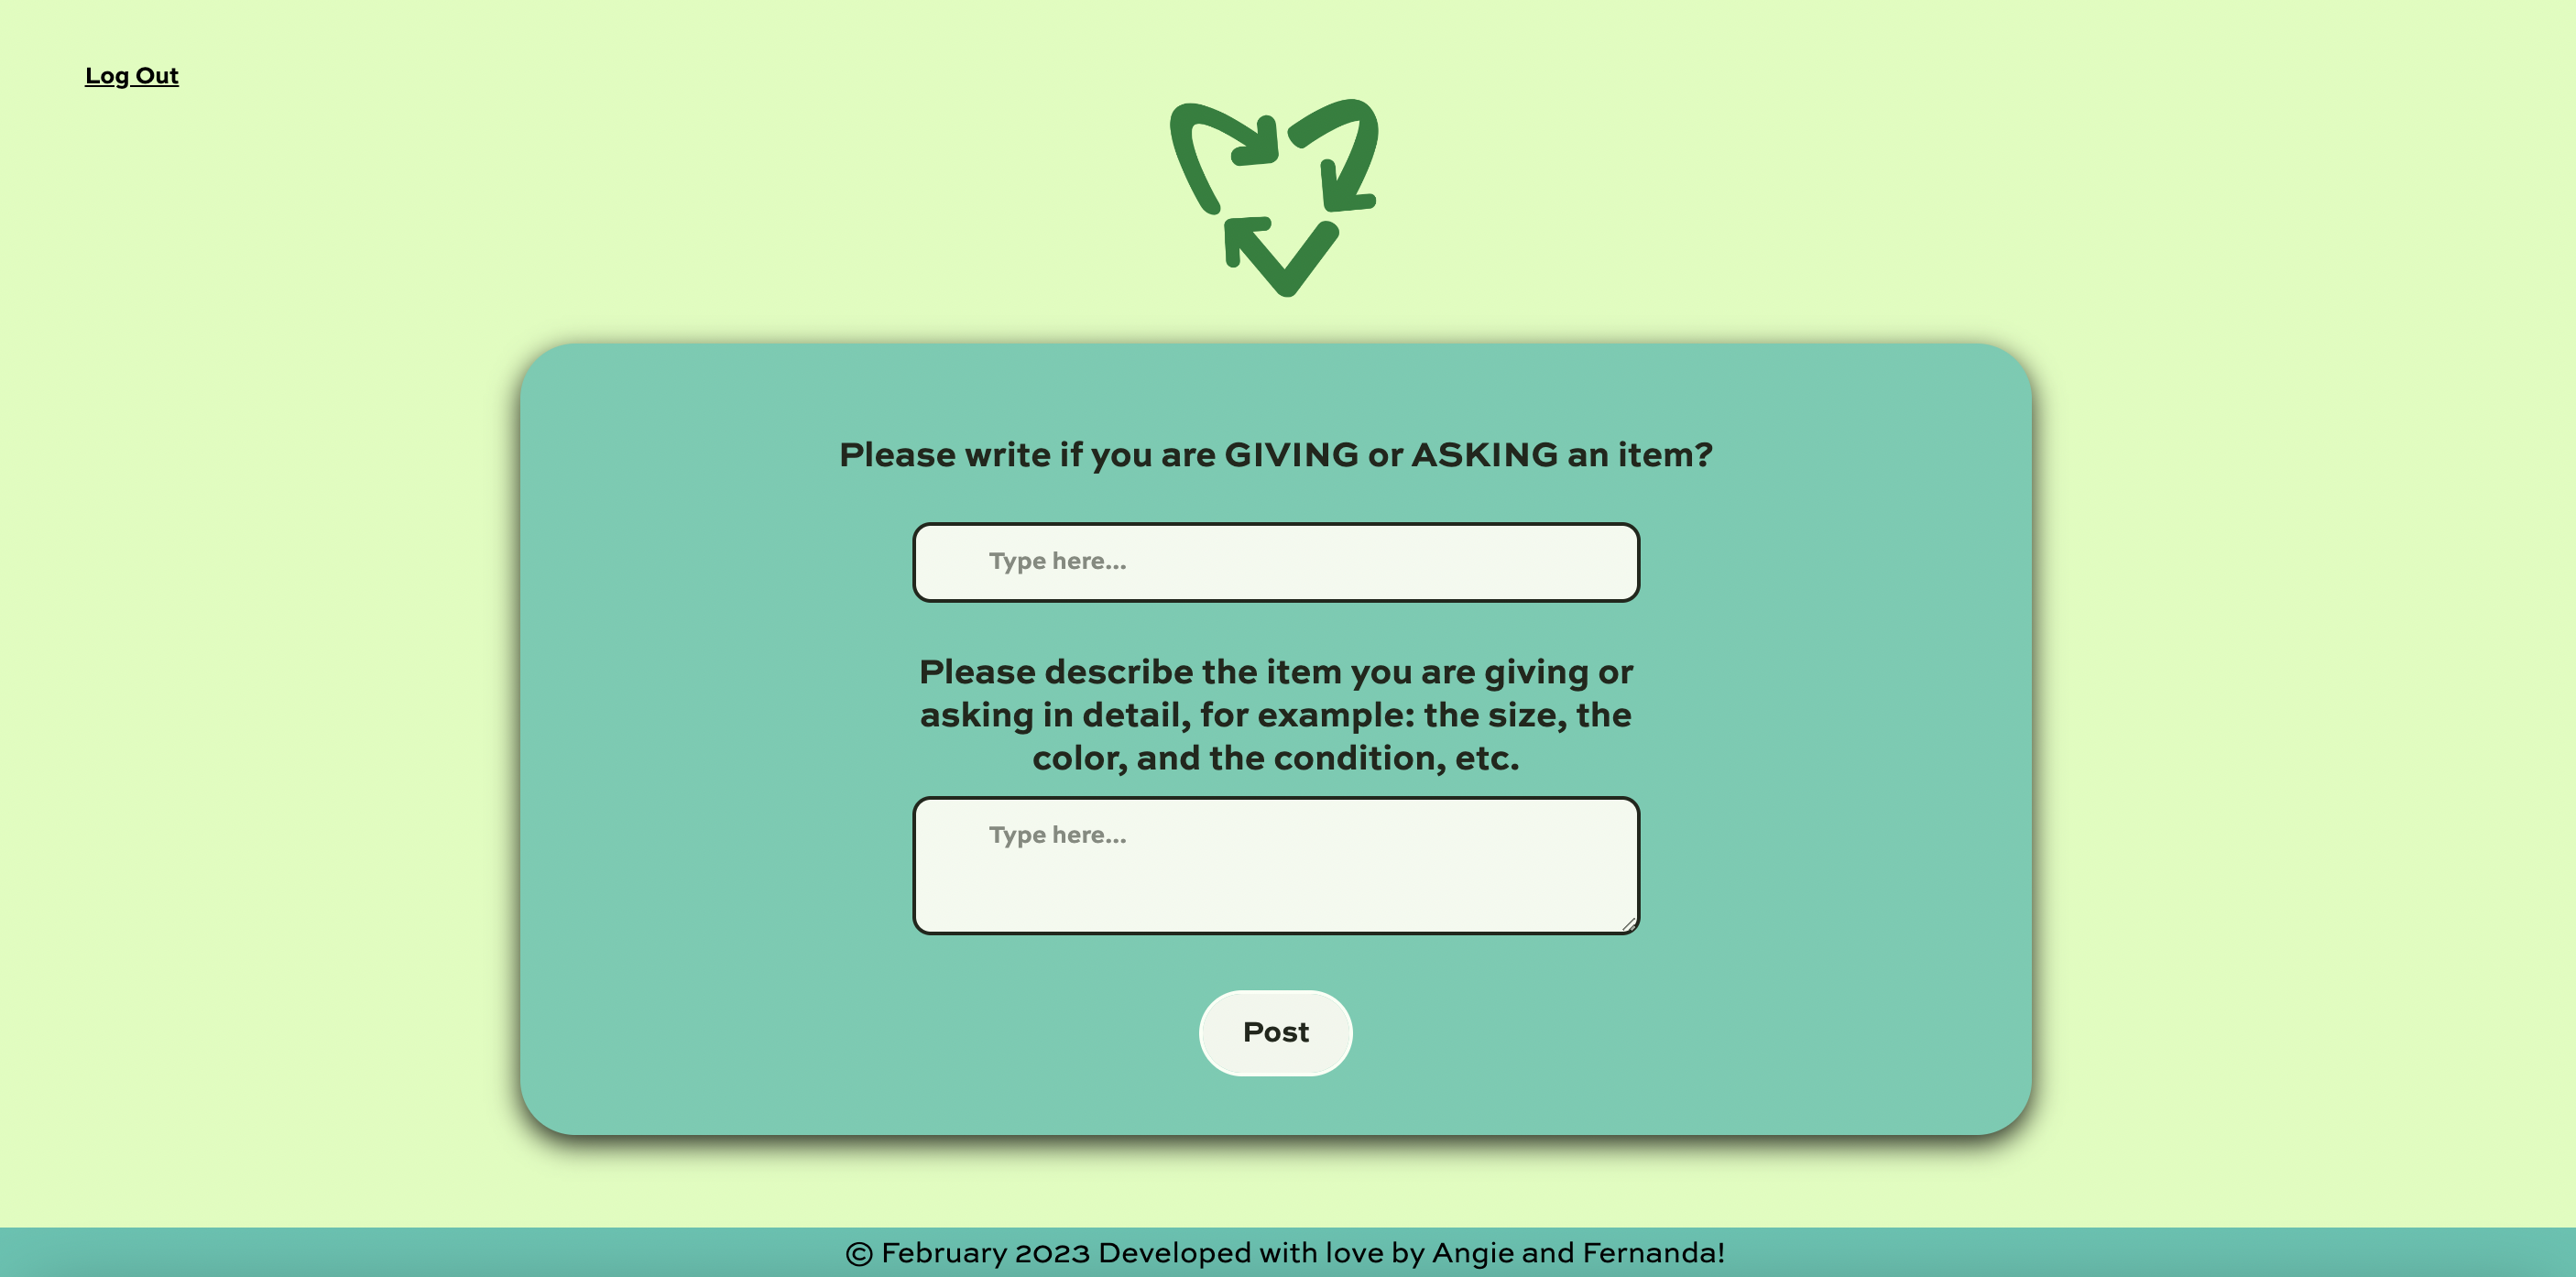 Log Out
Please write if you are GIVING or ASKING an item?
Type here...
Please describe the item you are giving or
asking in detail, for example: the size, the
color, and the condition, etc.
Type here...
Post
© February 2023 Developed with love by Angie and Fernanda!